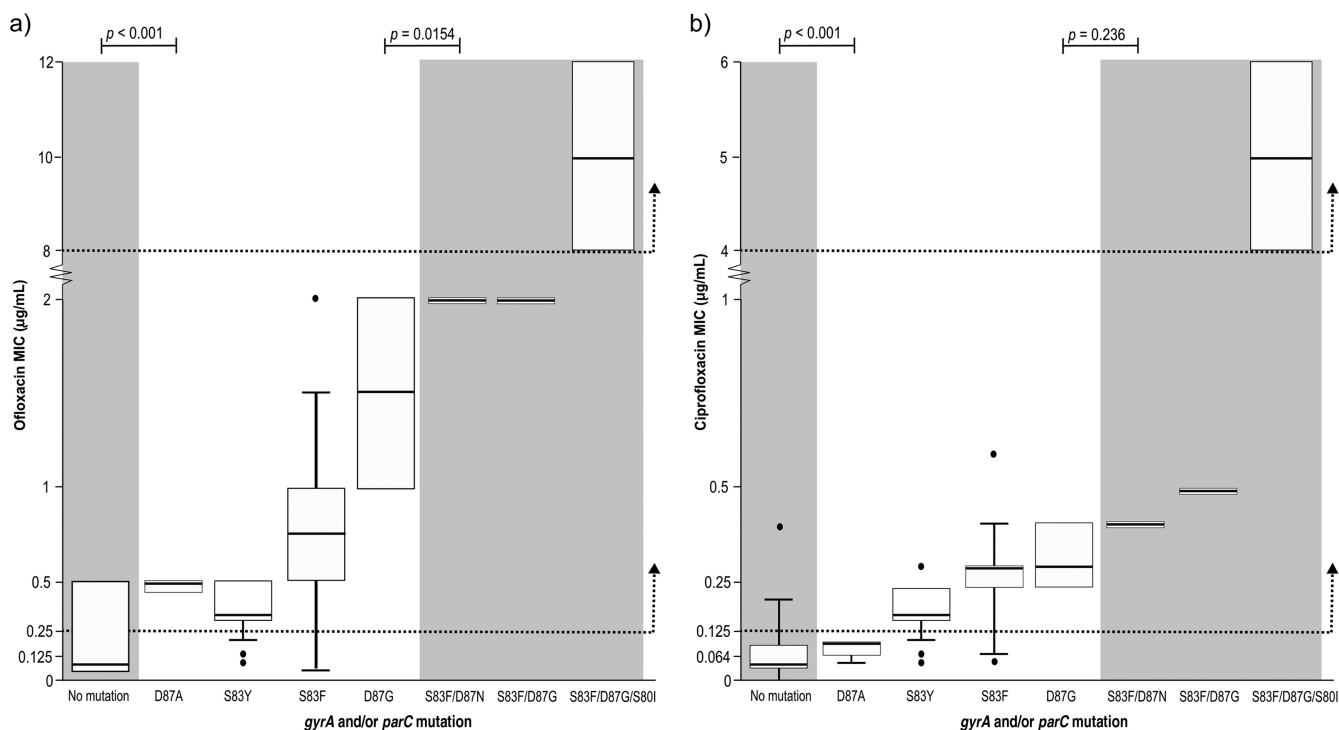 a)
p < 0.001
p = 0.0154
12
10
8
2
1
0.5
0.25
0.125
0
Ofloxacin MIC (µg/mL)
No mutation D87A S83Y S83F D87G S83F/D87N S83F/D87G S83F/D87G/S80I
gyrA and/or parC mutation
b)
p < 0.001
p = 0.236
6
5
4
1
0.5
0.25
0.125
0.064
0
Ciprofloxacin MIC (µg/mL)
No mutation D87A S83Y S83F D87G S83F/D87N S83F/D87G S83F/D87G/S80I
gyrA and/or parC mutation